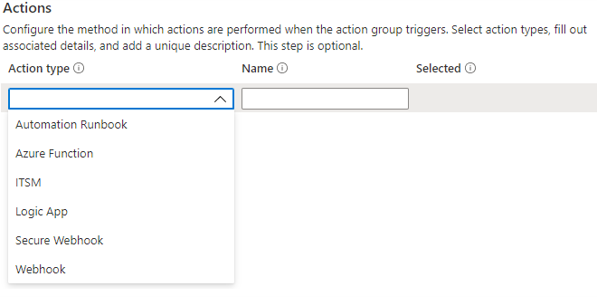 Actions
Configure the method in which actions are performed when the action group triggers. Select action types, fill out
associated details, and add a unique description. This step is optional.
Action type Name Selected
Automation Runbook
Azure Function
ITSM
Logic App
Secure Webhook
Webhook